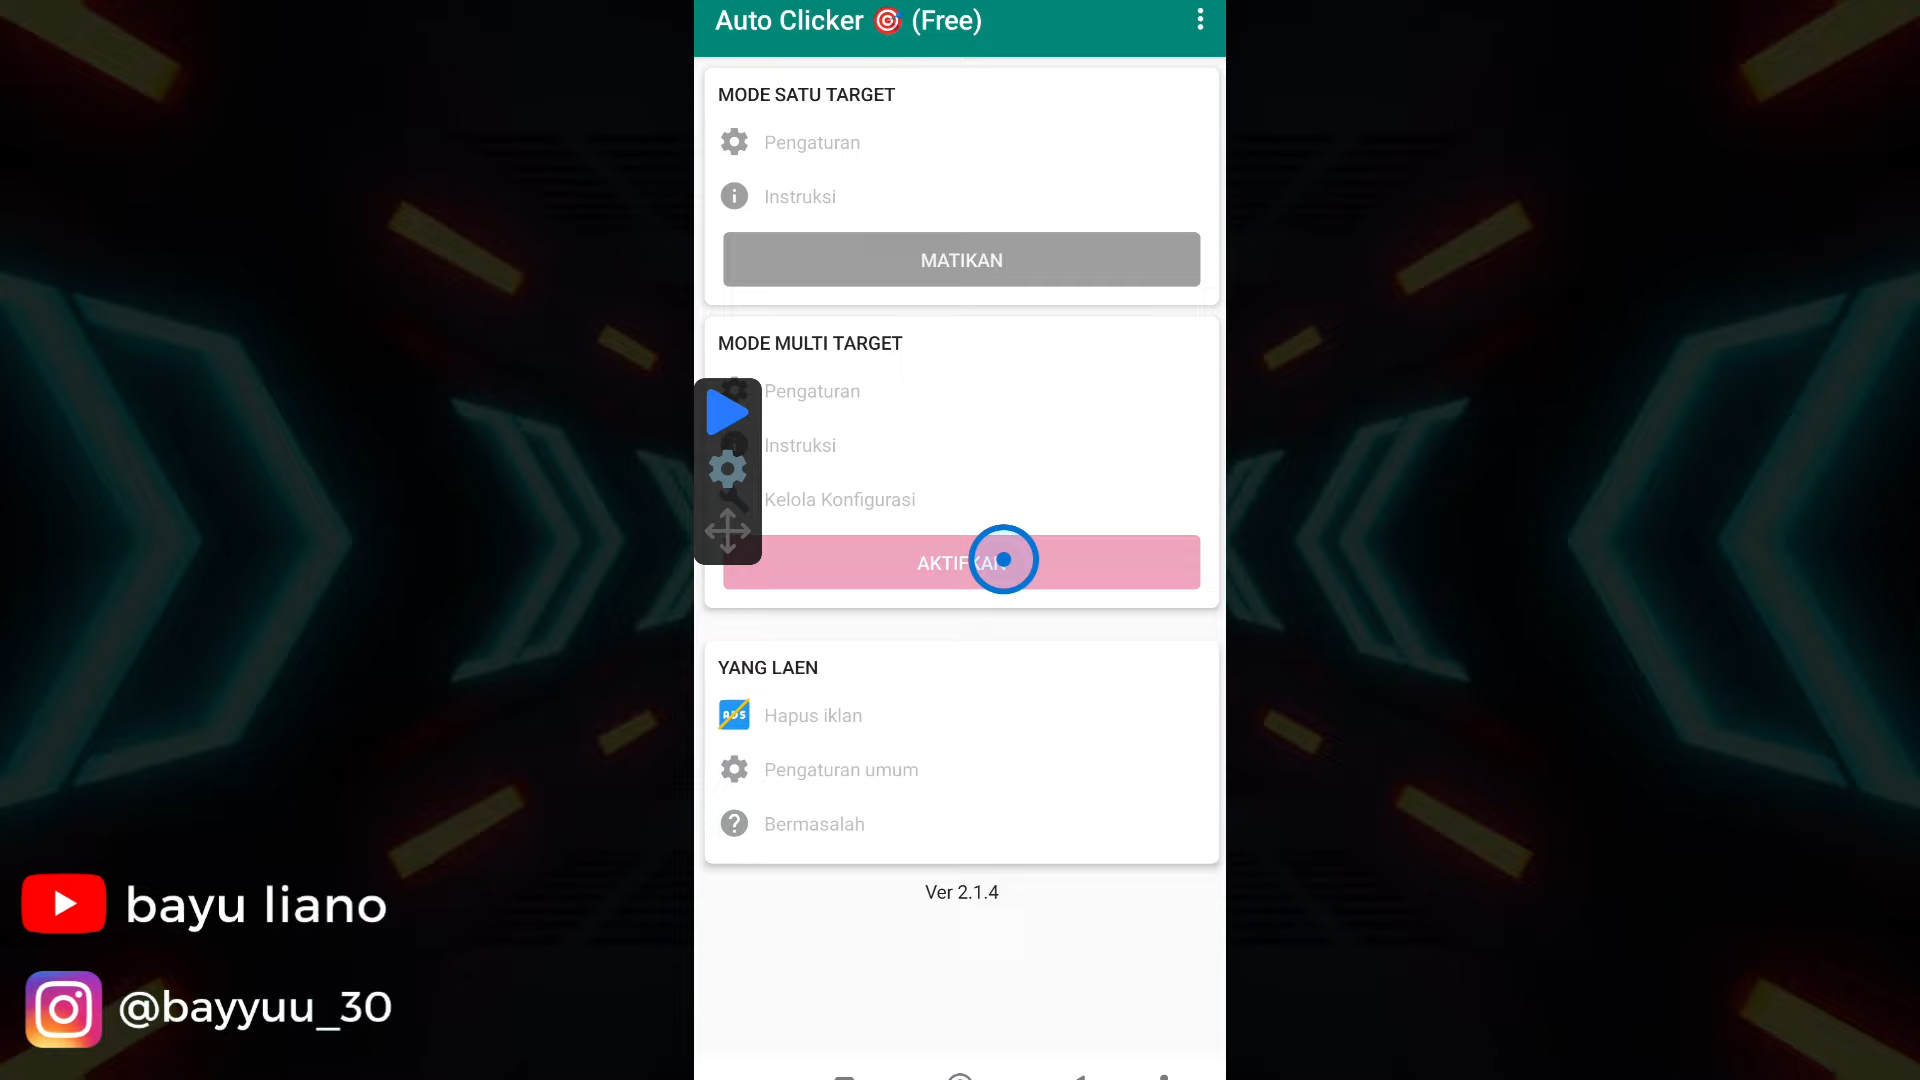 Auto Clicker 🎯 (Free)
MODE SATU TARGET
Pengaturan
Instruksi
MATIKAN
MODE MULTI TARGET
Pengaturan
Instruksi
Kelola Konfigurasi
AKTIFKAN
YANG LAEN
ADS
Hapus iklan
Pengaturan umum
Bermasalah
Ver 2.1.4
bayu liano
@bayyuu_30